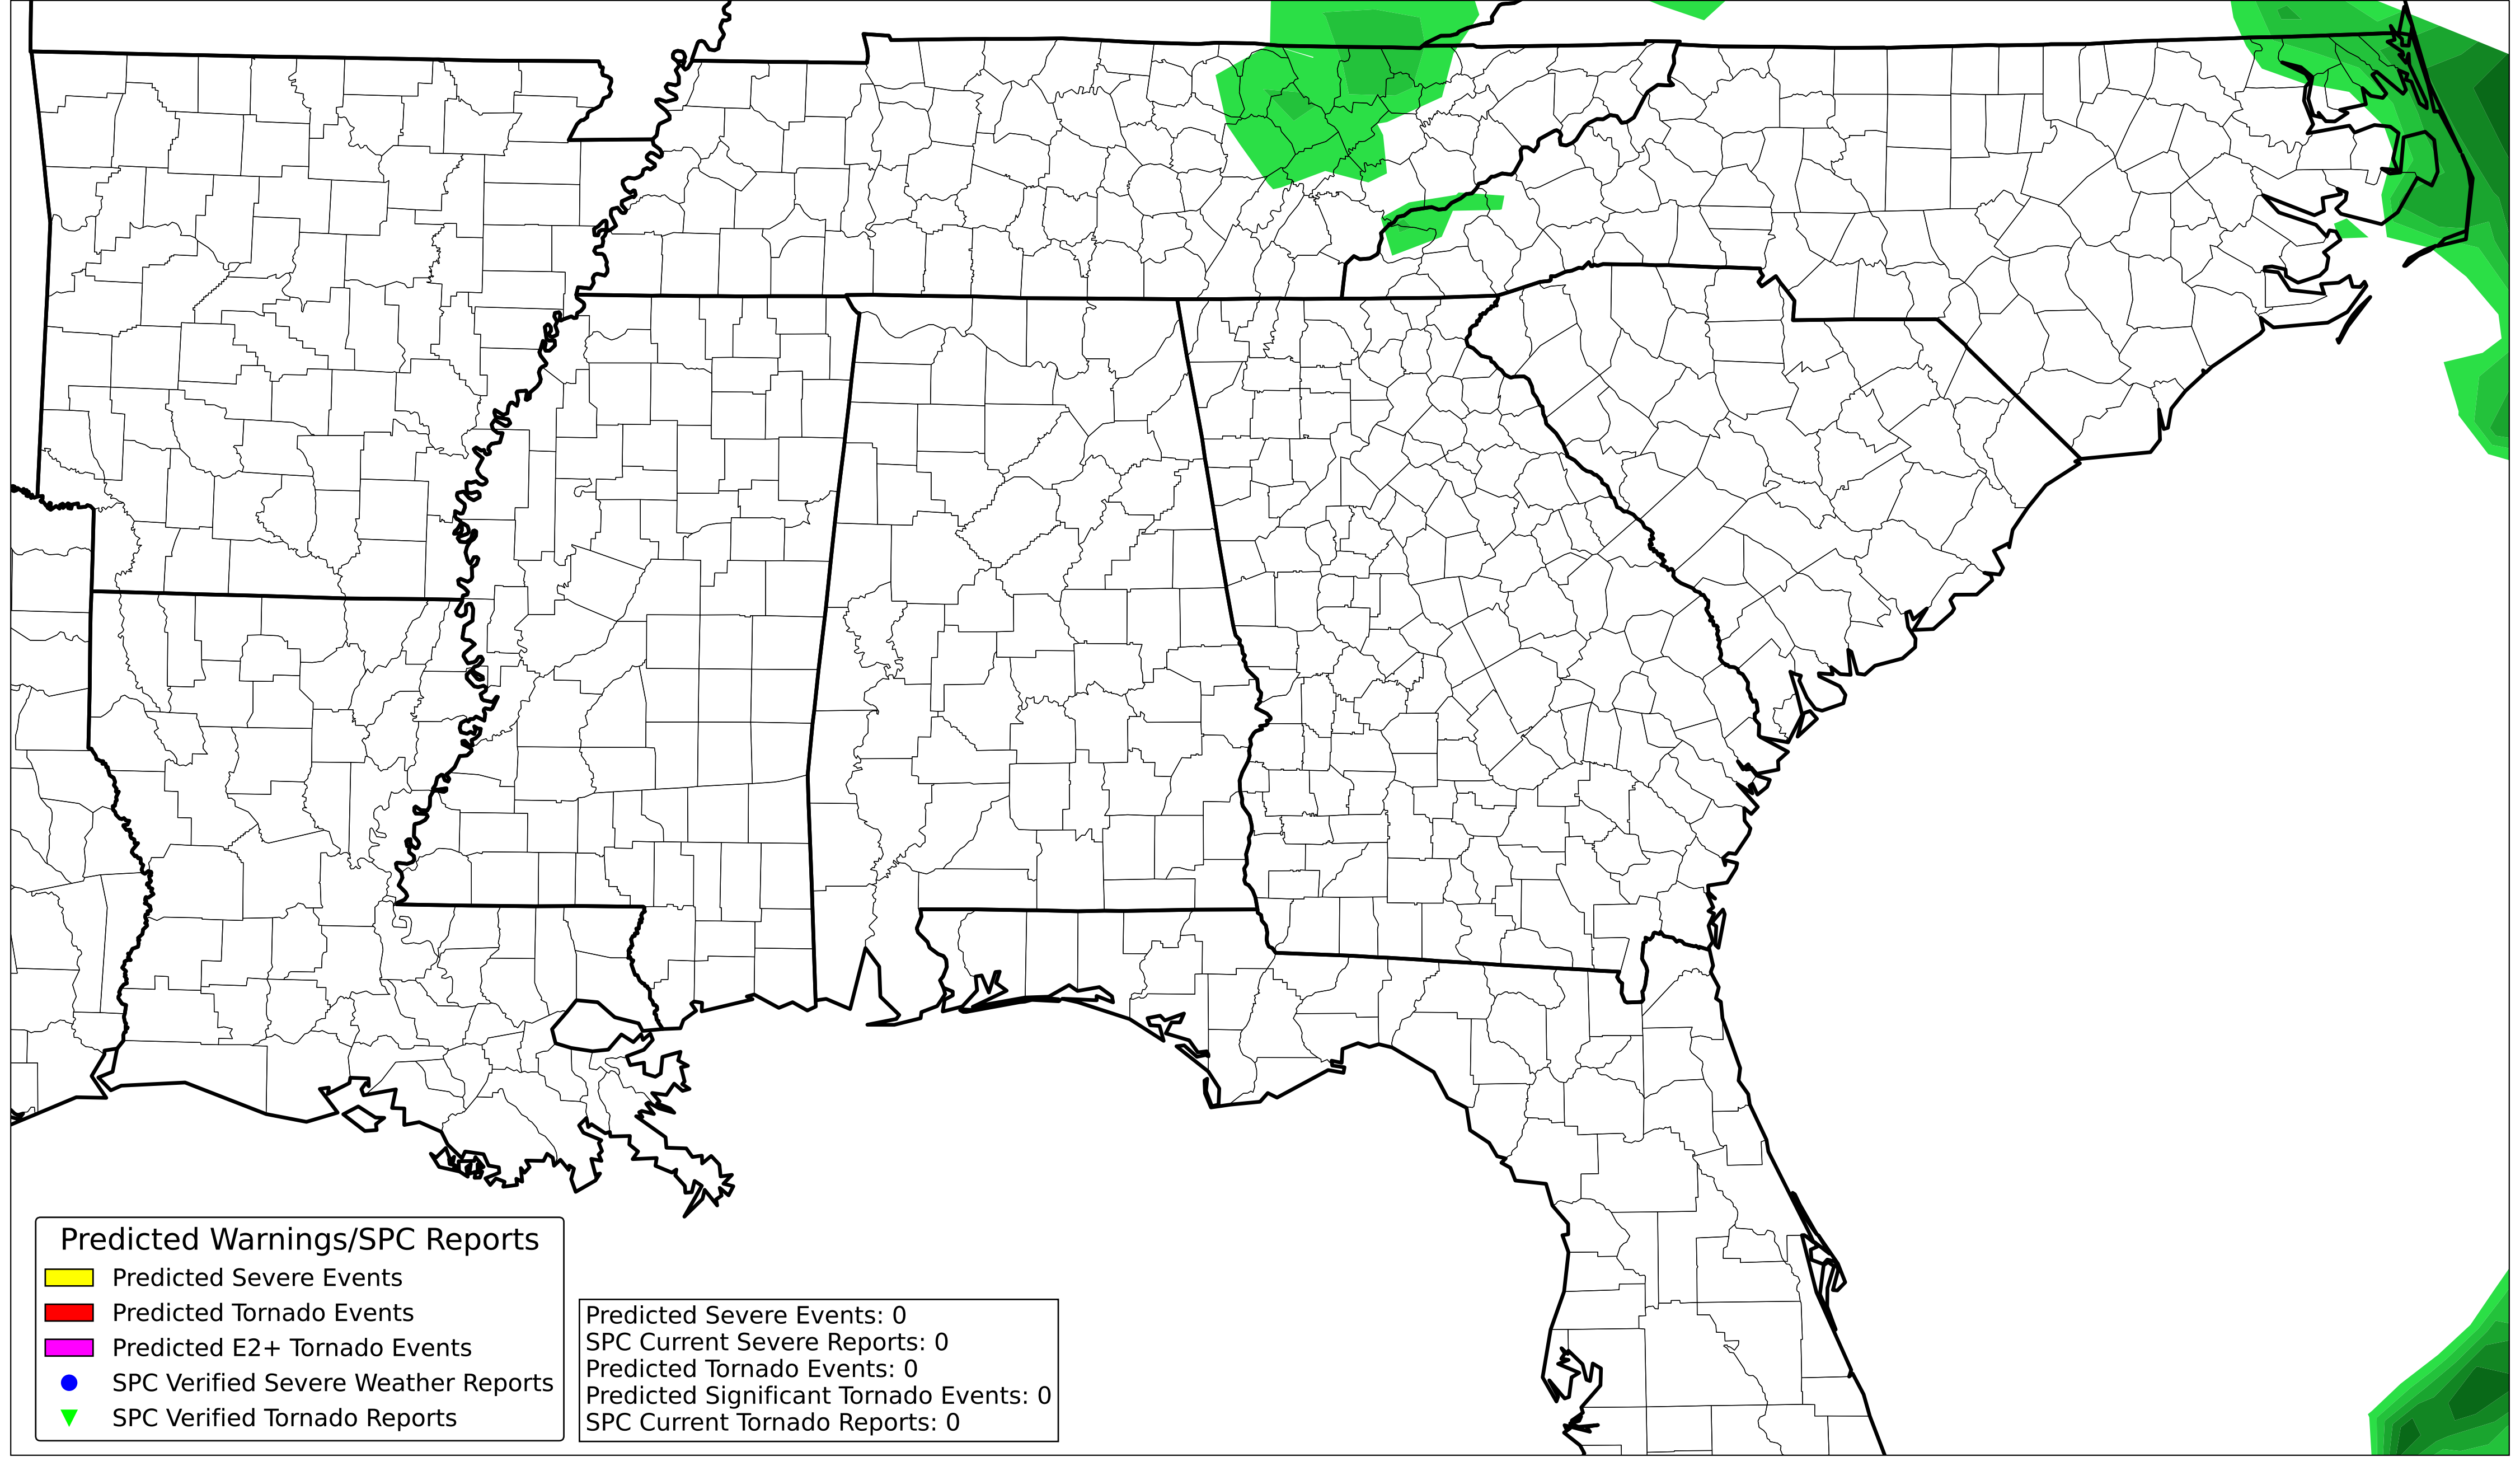 Predicted Warnings/SPC Reports
Predicted Severe Events
Predicted Tornado Events
Predicted E2+ Tornado Events
SPC Verified Severe Weather Reports
SPC Verified Tornado Reports
Predicted Severe Events: 0
SPC Current Severe Reports: 0
Predicted Tornado Events: 0
Predicted Significant Tornado Events: 0
SPC Current Tornado Reports: 0